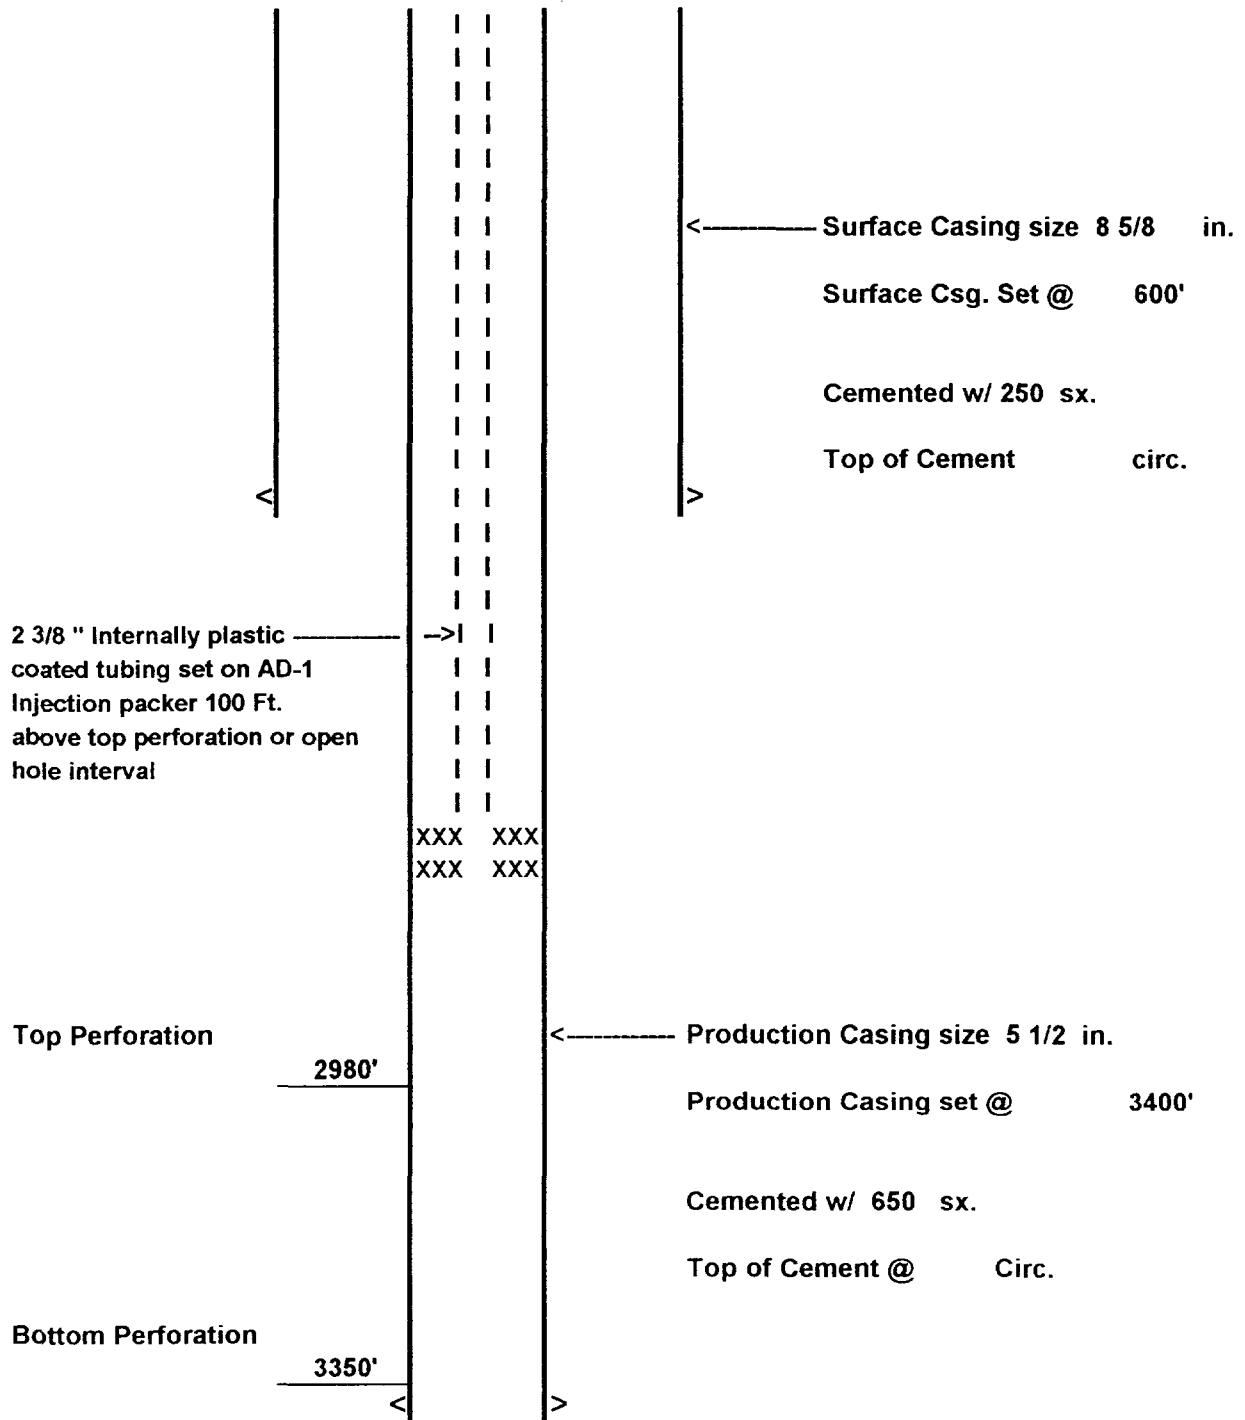 Surface Casing size 8 5/8 in.
Surface Csg. Set @ 600'
Cemented w/ 250 sx.
Top of Cement circ.
2 3/8 " Internally plastic
coated tubing set on AD-1
Injection packer 100 Ft.
above top perforation or open
hole interval
XXX XXX
XXX XXX
Top Perforation
2980'
Production Casing size 5 1/2 in.
Production Casing set @ 3400'
Cemented w/ 650 sx.
Top of Cement @ Circ.
Bottom Perforation
3350'